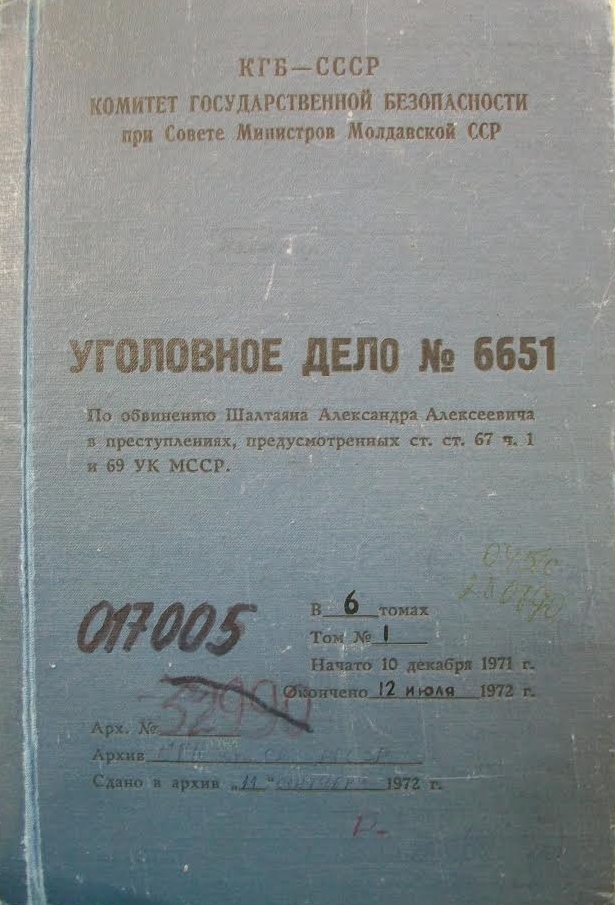 КГБ—СССР
КОМИТЕТ ГОСУДАРСТВЕННОЙ БЕЗОПАСНОСТИ
при Совете Министров Молдавской ССР
УГОЛОВНОЕ ДЕЛО № 6651
По обвинению Шалтаяна Александра Алексеевича
в преступлениях, предусмотренных ст. ст. 67 ч. 1
и 69 УК МССР.
017005
В 6 томах
Том № 1
Начато 10 декабря 1971 г.
Окончено 12 июля 1972 г.
Арх. № 32990
Архив
Сдано в архив „11“ 1972 г.